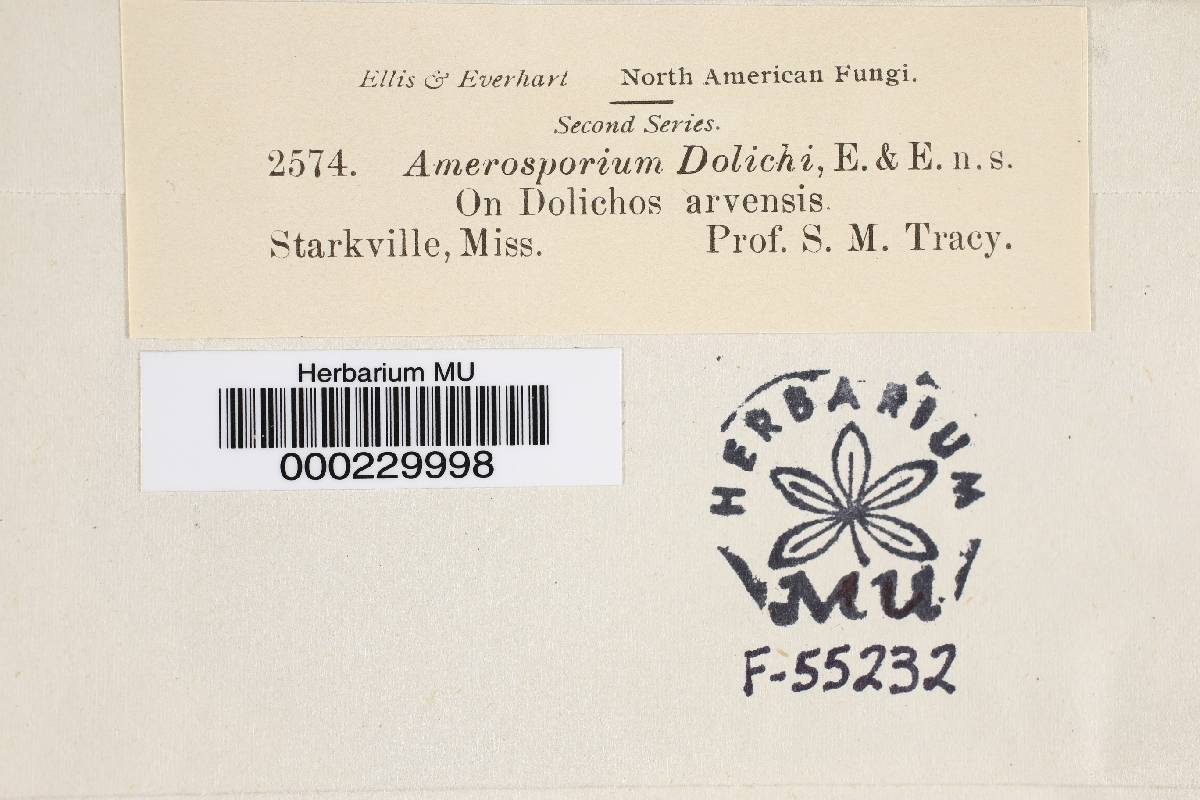 Ellis & Everhart North American Fungi.
Second Series.
2574. Amerosporium Dolichi, E. & E. n. s.
On Dolichos arvensis.
Starkville, Miss. Prof. S. M. Tracy.
Herbarium MU
000229998
HERBARIUM
MU
F-55232